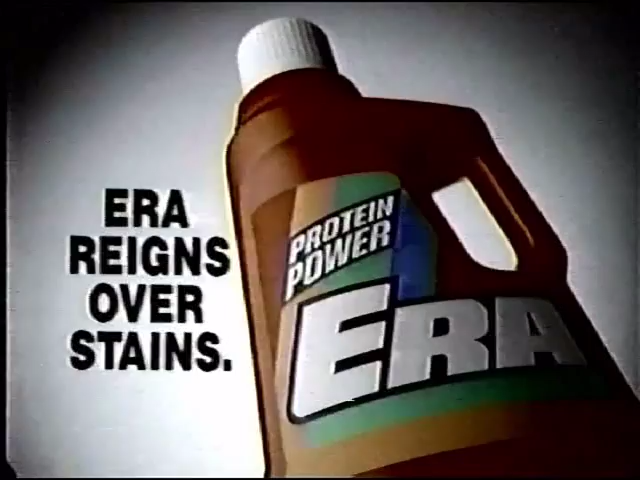 ERA
REIGNS
OVER
STAINS.
PROTEIN
POWER
ERA